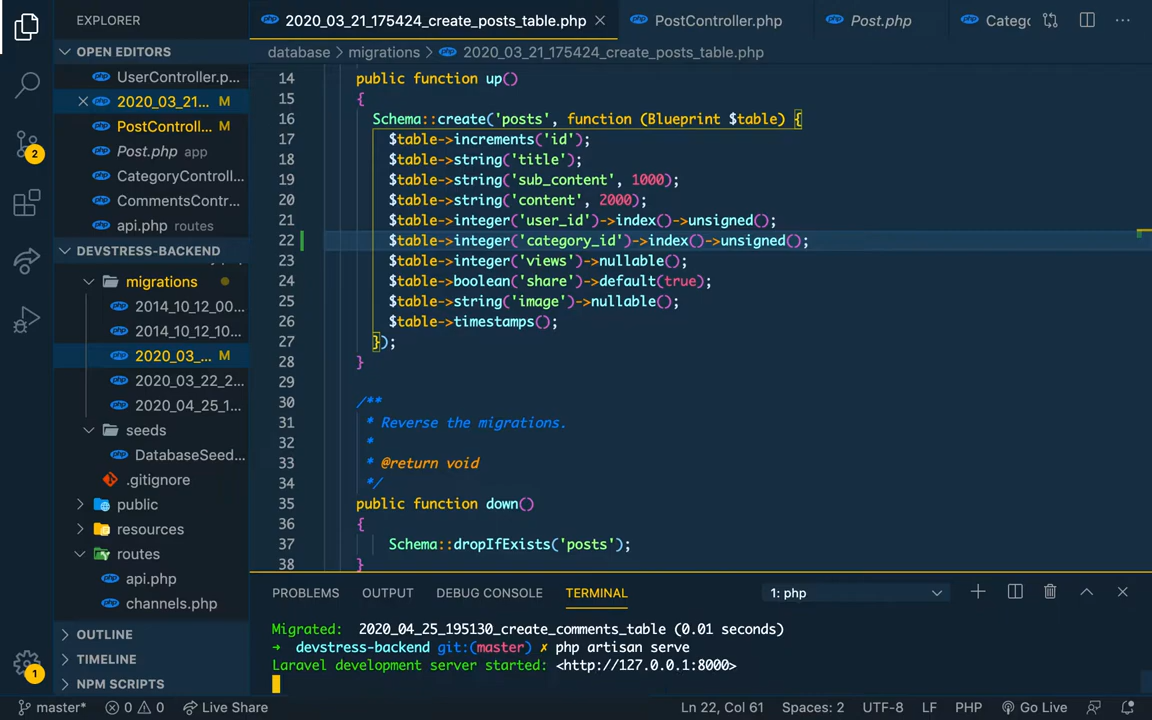 EXPLORER
2020_03_21_175424_create_posts_table.php
PostController.php
Post.php
Catego
OPEN EDITORS
UserController.p...
2020_03_21... M
PostControll... M
Post.php app
CategoryControll...
CommentsContr...
api.php routes
DEVSTRESS-BACKEND
migrations
2014_10_12_00...
2014_10_12_10...
2020_03_... M
2020_03_22_2...
2020_04_25_1...
seeds
DatabaseSeed...
.gitignore
public
resources
routes
api.php
channels.php
OUTLINE
TIMELINE
NPM SCRIPTS
2
1
database > migrations > 2020_03_21_175424_create_posts_table.php
14 public function up()
15 {
16 Schema::create('posts', function (Blueprint $table) {
17 $table->increments('id');
18 $table->string('title');
19 $table->string('sub_content', 1000);
20 $table->string('content', 2000);
21 $table->integer('user_id')->index()->unsigned();
22 $table->integer('category_id')->index()->unsigned();
23 $table->integer('views')->nullable();
24 $table->boolean('share')->default(true);
25 $table->string('image')->nullable();
26 $table->timestamps();
27 });
28 }
29
30 /**
31 * Reverse the migrations.
32 *
33 * @return void
34 */
35 public function down()
36 {
37 Schema::dropIfExists('posts');
38 }
PROBLEMS OUTPUT DEBUG CONSOLE TERMINAL 1: php
Migrated: 2020_04_25_195130_create_comments_table (0.01 seconds)
➜ devstress-backend git:(master) ✗ php artisan serve
Laravel development server started: <http://127.0.0.1:8000>
master* 0 0 Live Share Ln 22, Col 61 Spaces: 2 UTF-8 LF PHP Go Live